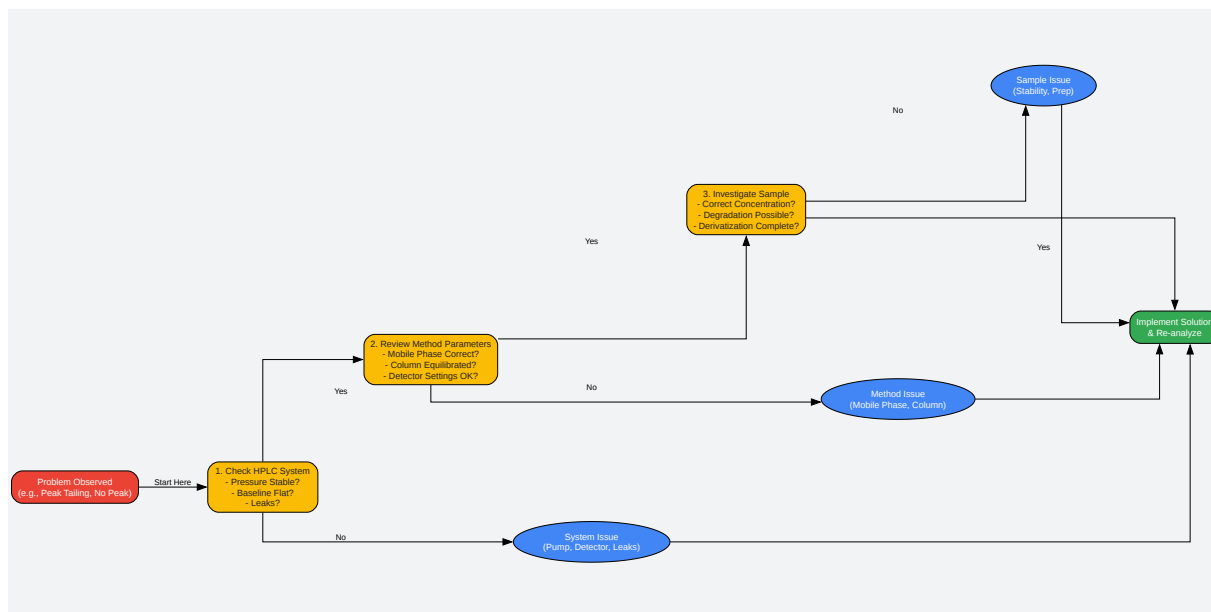 Problem Observed
(e.g., Peak Tailing, No Peak)
Start Here
1. Check HPLC System
- Pressure Stable?
- Baseline Flat?
- Leaks?
No
System Issue
(Pump, Detector, Leaks)
Yes
2. Review Method Parameters
- Mobile Phase Correct?
- Column Equilibrated?
- Detector Settings OK?
No
Method Issue
(Mobile Phase, Column)
Yes
3. Investigate Sample
- Correct Concentration?
- Degradation Possible?
- Derivatization Complete?
No
Sample Issue
(Stability, Prep)
Yes
Implement Solution
& Re-analyze